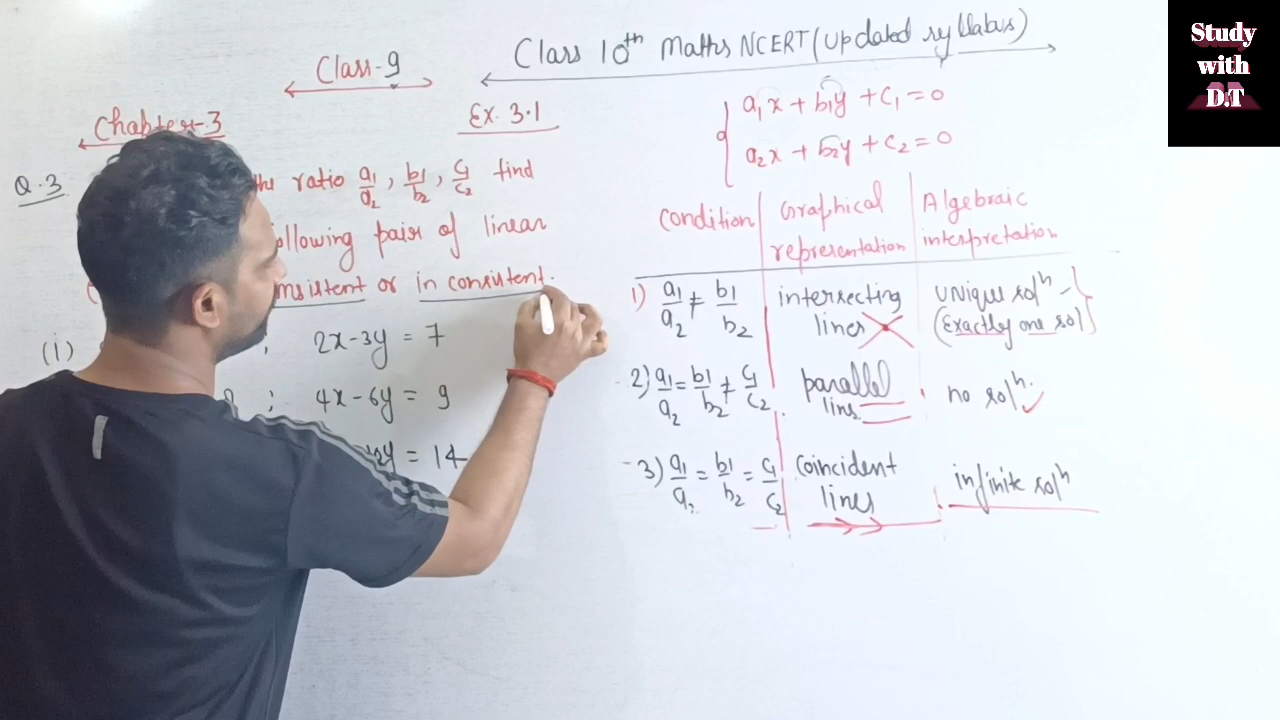 Class 10th Maths NCERT (Updated syllabus)
Class-9
Chapter-3
Ex. 3.1
Q.3
the ratio a1/a2, b1/b2, c1/c2 find
ollowing pair of linear
nsistent or in consistent.
(i) ; 2x-3y = 7
; 4x-6y = 9
y = 14
a1x + b1y + c1 = 0
a2x + b2y + c2 = 0
condition Graphical representation Algebraic interpretation
1) a1/a2 ≠ b1/b2 intersecting lines unique solⁿ (Exactly one sol)
2) a1/a2 = b1/b2 ≠ c1/c2 parallel lins no solⁿ.
3) a1/a2 = b1/b2 = c1/c2 Coincident lines infinite solⁿ
Study
with
D.T